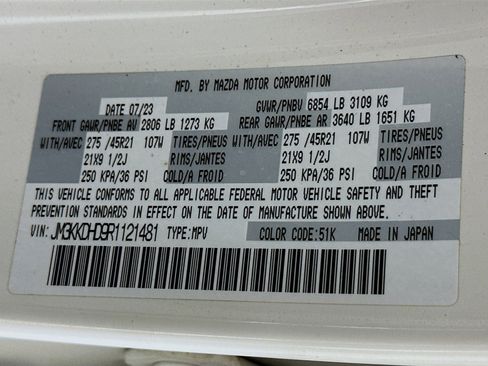 MFD. BY MAZDA MOTOR CORPORATION
DATE 07/23 GVWR/PNBV 6854 LB 3109 KG
FRONT GAWR/PNBE AV 2806 LB 1273 KG REAR GAWR/PNBE AR 3640 LB 1651 KG
WITH/AVEC 275 /45R21 107W TIRES/PNEUS WITH/AVEC 275 /45R21 107W TIRES/PNEUS
21X9 1/2J RIMS/JANTES 21X9 1/2J RIMS/JANTES
250 KPA/36 PSI COLD/A FROID 250 KPA/36 PSI COLD/A FROID
THIS VEHICLE CONFORMS TO ALL APPLICABLE FEDERAL MOTOR VEHICLE SAFETY AND THEFT
PREVENTION STANDARDS IN EFFECT ON THE DATE OF MANUFACTURE SHOWN ABOVE.
VIN: JM3KKDHD9R1121481 TYPE:MPV COLOR CODE:51K MADE IN JAPAN